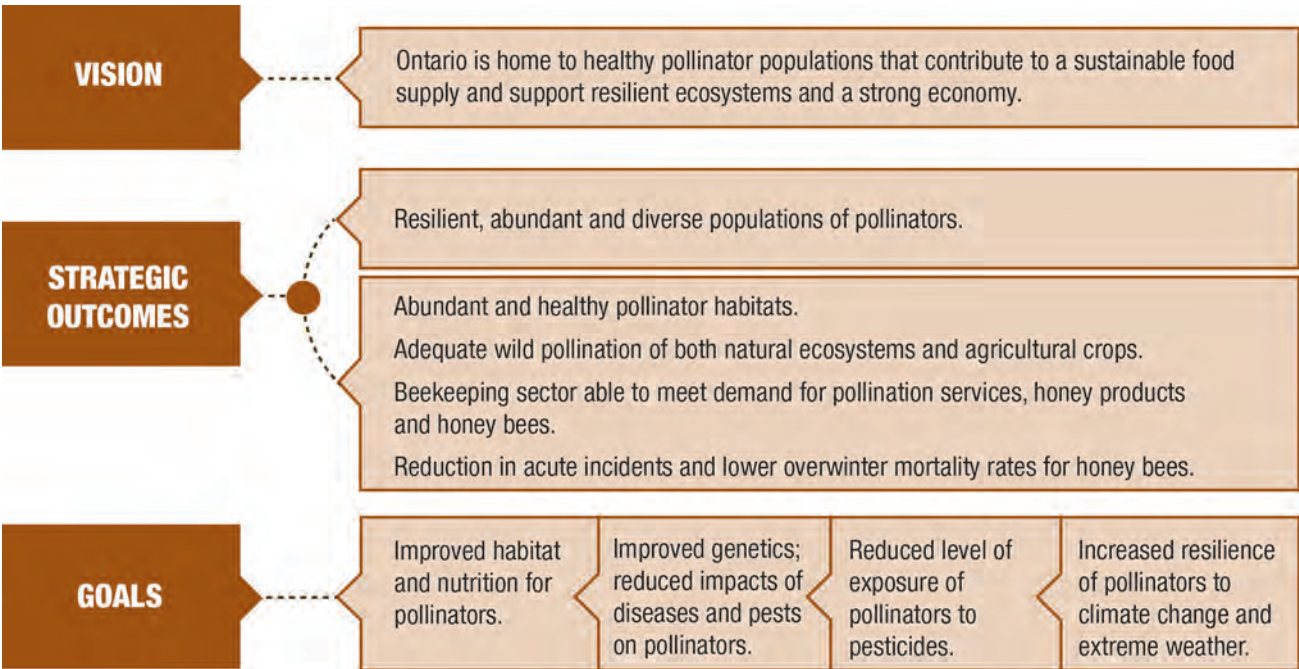 VISION
Ontario is home to healthy pollinator populations that contribute to a sustainable food
supply and support resilient ecosystems and a strong economy.
STRATEGIC
OUTCOMES
Resilient, abundant and diverse populations of pollinators.
Abundant and healthy pollinator habitats.
Adequate wild pollination of both natural ecosystems and agricultural crops.
Beekeeping sector able to meet demand for pollination services, honey products
and honey bees.
Reduction in acute incidents and lower overwinter mortality rates for honey bees.
GOALS
Improved habitat
and nutrition for
pollinators.
Improved genetics;
reduced impacts of
diseases and pests
on pollinators.
Reduced level of
exposure of
pollinators to
pesticides.
Increased resilience
of pollinators to
climate change and
extreme weather.